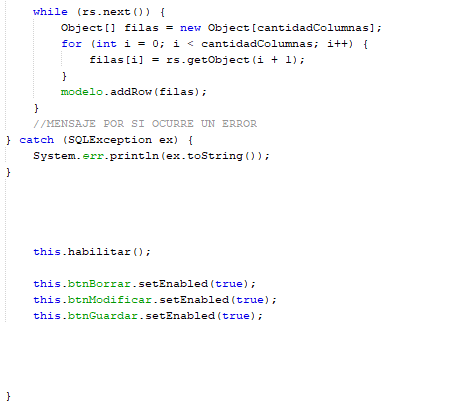 while (rs.next()) {
Object[] filas = new Object[cantidadColumnas];
for (int i = 0; i < cantidadColumnas; i++) {
filas[i] = rs.getObject(i + 1);
}
modelo.addRow(filas);
}
//MENSAJE POR SI OCURRE UN ERROR
} catch (SQLException ex) {
System.err.println(ex.toString());
}
this.habilitar();
this.btnBorrar.setEnabled(true);
this.btnModificar.setEnabled(true);
this.btnGuardar.setEnabled(true);
}